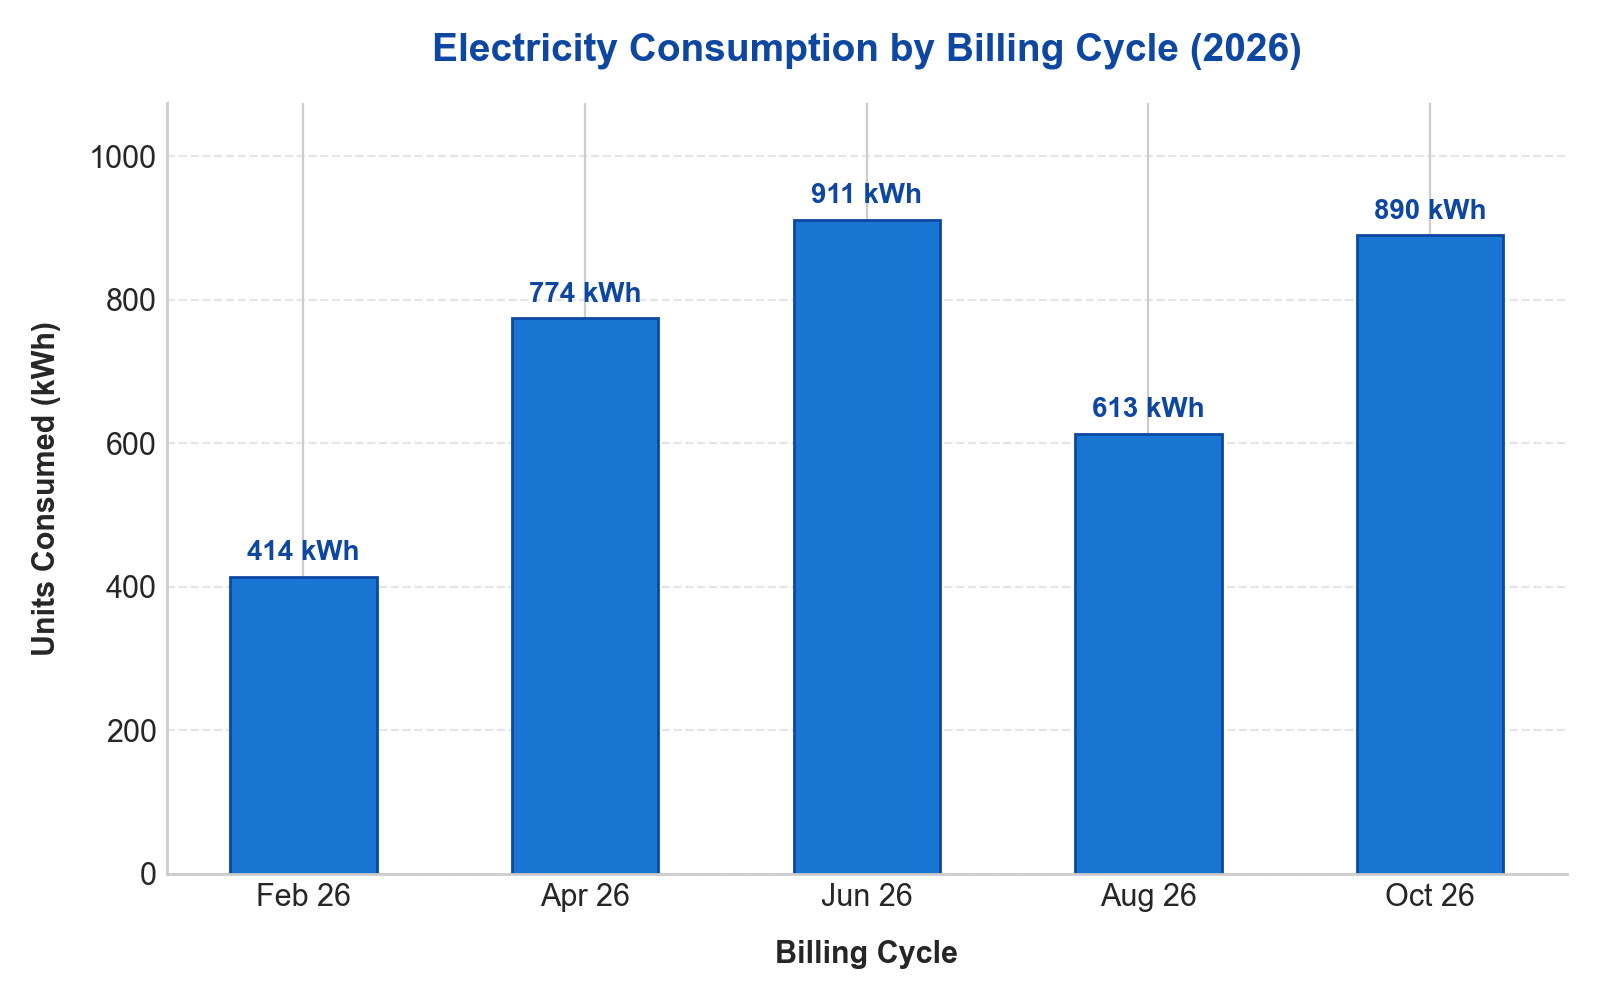 Electricity Consumption by Billing Cycle (2026)
Units Consumed (kWh)
1000
800
600
400
200
0
414 kWh
774 kWh
911 kWh
613 kWh
890 kWh
Feb 26
Apr 26
Jun 26
Aug 26
Oct 26
Billing Cycle